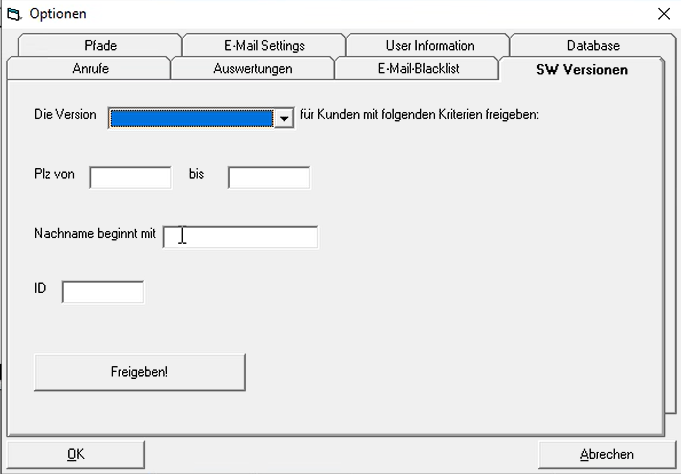 Optionen
Pfade
E-Mail Settings
User Information
Database
Anrufe
Auswertungen
E-Mail-Blacklist
SW Versionen
Die Version für Kunden mit folgenden Kriterien freigeben:
Plz von bis
Nachname beginnt mit
ID
Freigeben!
OK
Abrechen